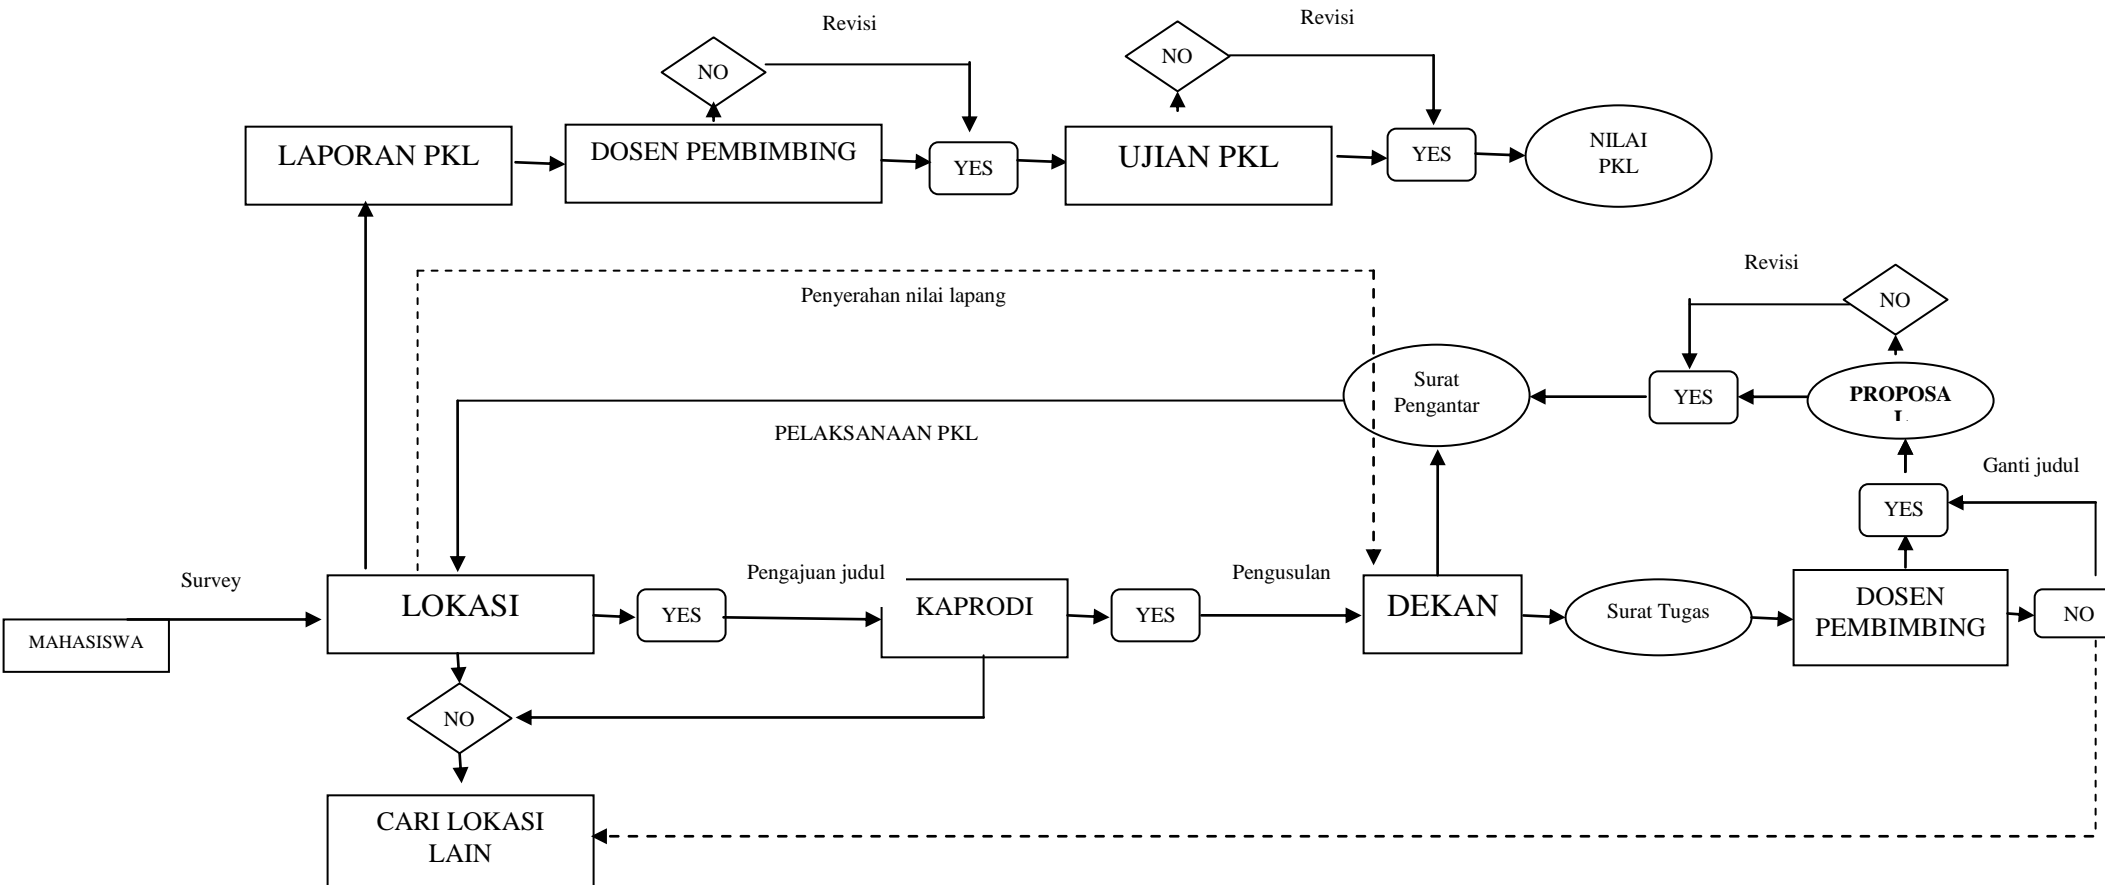 Revisi
Revisi
NO
NO
LAPORAN PKL
DOSEN PEMBIMBING
YES
UJIAN PKL
YES
NILAI
PKL
Revisi
NO
Penyerahan nilai lapang
Surat
Pengantar
YES
PROPOSA
L
PELAKSANAAN PKL
Ganti judul
YES
Survey
MAHASISWA
LOKASI
YES
Pengajuan judul
KAPRODI
YES
Pengusulan
DEKAN
Surat Tugas
DOSEN
PEMBIMBING
NO
NO
CARI LOKASI
LAIN